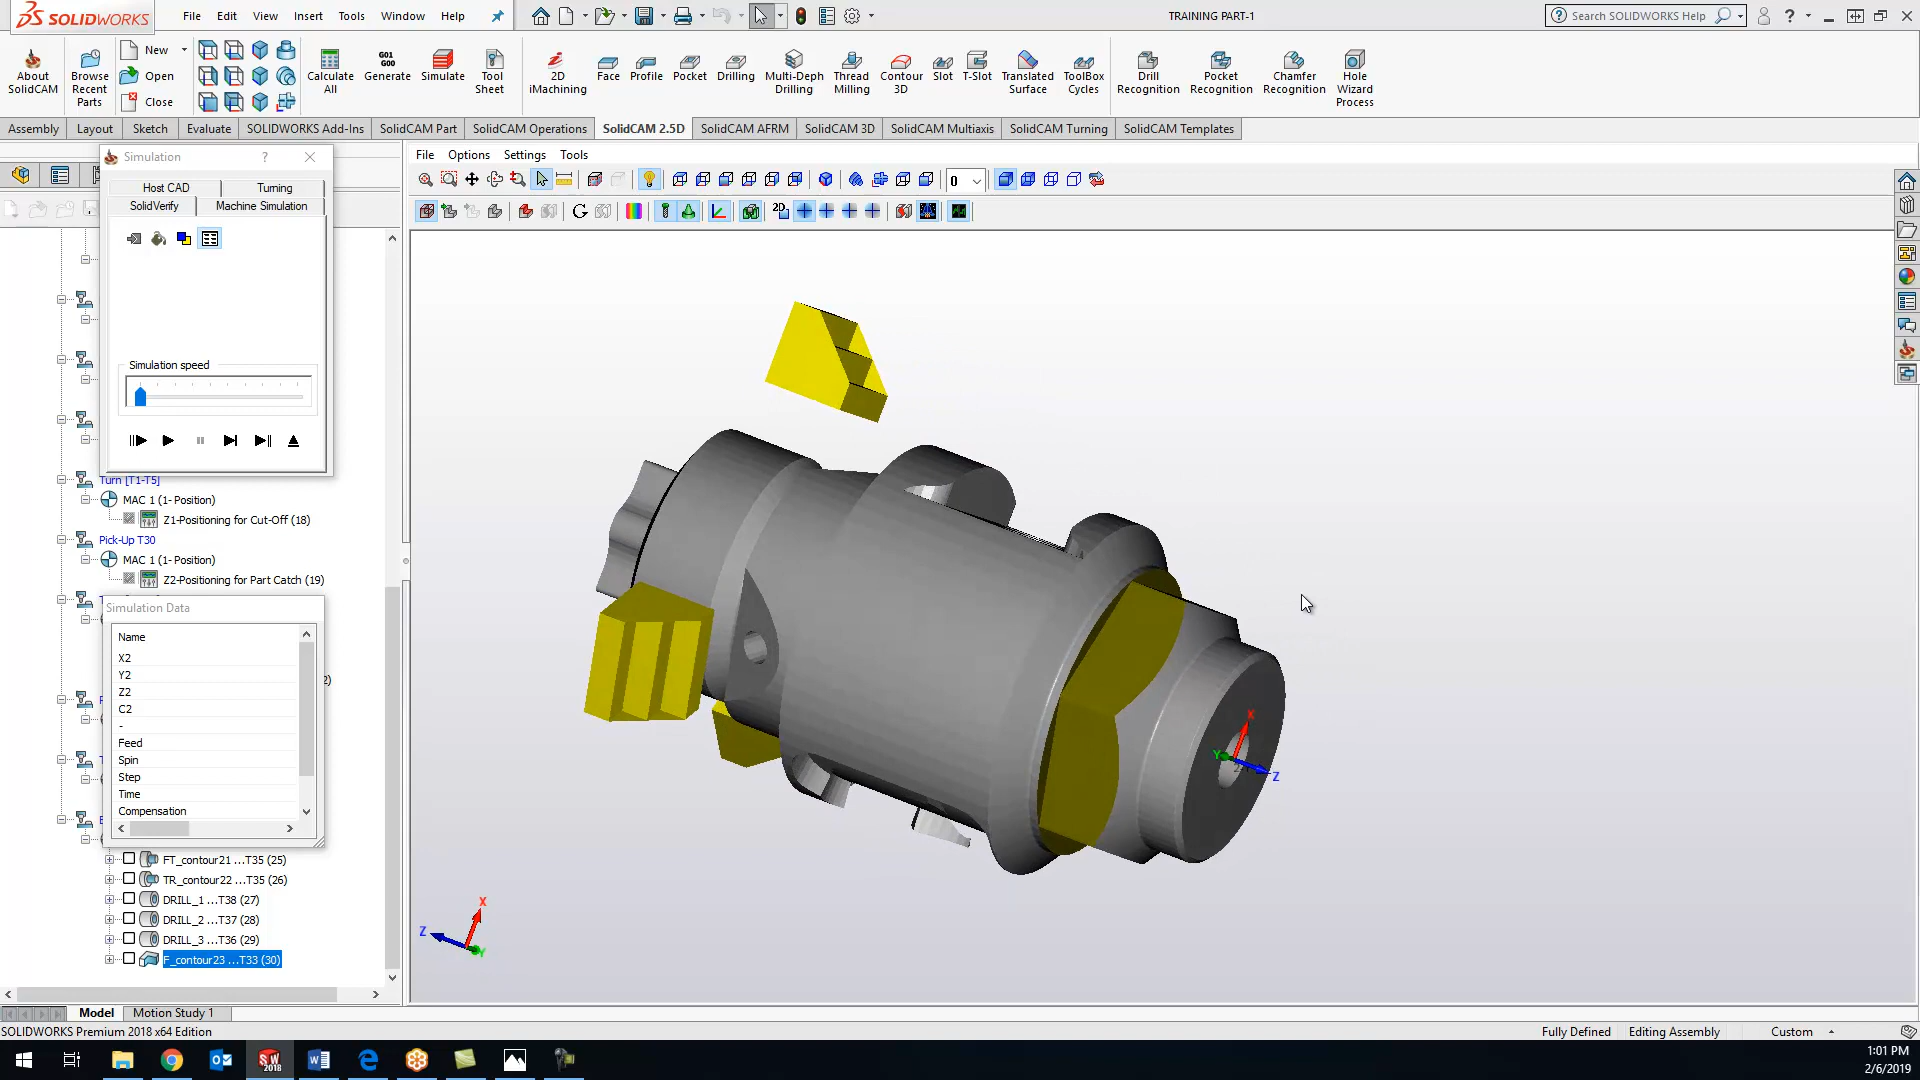 SOLIDWORKS File Edit View Insert Tools Window Help TRAINING PART-1 Search SOLIDWORKS Help
About SolidCAM
Browse Recent Parts
New
Open
Close
Calculate All
G01 G00
Generate
Simulate
Tool Sheet
2D iMachining
Face
Profile
Pocket
Drilling
Multi-Deph Drilling
Thread Milling
Contour 3D
Slot
T-Slot
Translated Surface
ToolBox Cycles
Drill Recognition
Pocket Recognition
Chamfer Recognition
Hole Wizard Process
Assembly Layout Sketch Evaluate SOLIDWORKS Add-Ins SolidCAM Part SolidCAM Operations SolidCAM 2.5D SolidCAM AFRM SolidCAM 3D SolidCAM Multiaxis SolidCAM Turning SolidCAM Templates
Simulation ?
Host CAD Turning
SolidVerify Machine Simulation
Simulation speed
File Options Settings Tools
0
2D
Turn [T1-T5]
MAC 1 (1- Position)
Z1-Positioning for Cut-Off (18)
Pick-Up T30
MAC 1 (1- Position)
Z2-Positioning for Part Catch (19)
Simulation Data
Name
X2
Y2
Z2
C2
-
Feed
Spin
Step
Time
Compensation
2)
FT_contour21 ...T35 (25)
TR_contour22 ...T35 (26)
DRILL_1 ...T38 (27)
DRILL_2 ...T37 (28)
DRILL_3 ...T36 (29)
F_contour23 ...T33 (30)
X
Y
Z
X
Z
Y
Model Motion Study 1
SOLIDWORKS Premium 2018 x64 Edition Fully Defined Editing Assembly Custom
SW 2018
1:01 PM
2/6/2019